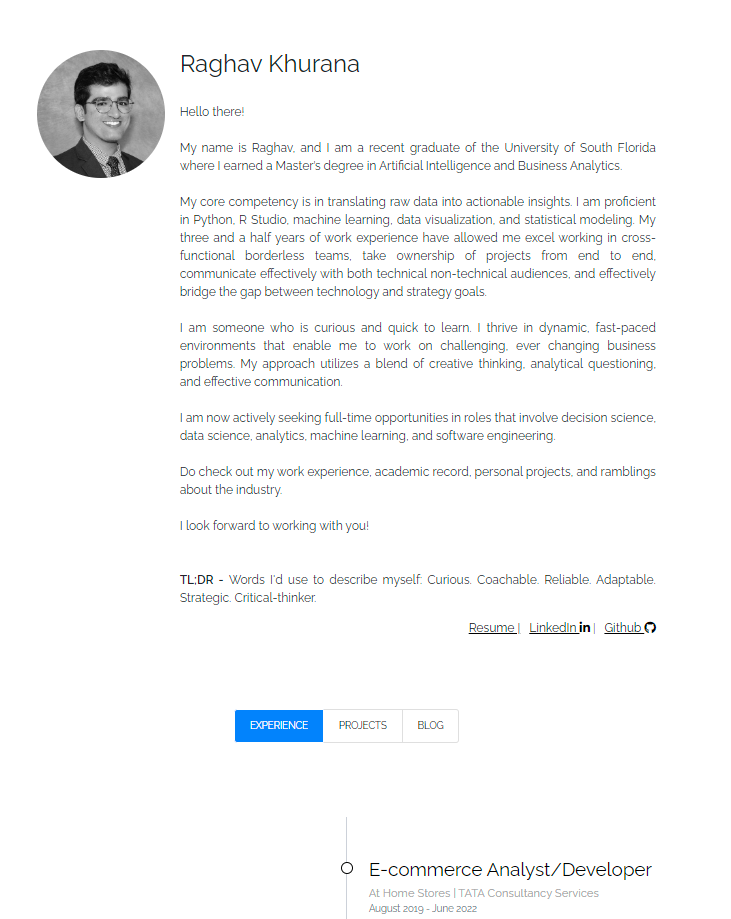 Raghav Khurana
Hello there!
My name is Raghav, and I am a recent graduate of the University of South Florida
where I earned a Master's degree in Artificial Intelligence and Business Analytics.
My core competency is in translating raw data into actionable insights. I am proficient
in Python, R Studio, machine learning, data visualization, and statistical modeling. My
three and a half years of work experience have allowed me excel working in cross-
functional borderless teams, take ownership of projects from end to end,
communicate effectively with both technical non-technical audiences, and effectively
bridge the gap between technology and strategy goals.
I am someone who is curious and quick to learn. I thrive in dynamic, fast-paced
environments that enable me to work on challenging, ever changing business
problems. My approach utilizes a blend of creative thinking, analytical questioning,
and effective communication.
I am now actively seeking full-time opportunities in roles that involve decision science,
data science, analytics, machine learning, and software engineering.
Do check out my work experience, academic record, personal projects, and ramblings
about the industry.
I look forward to working with you!
TL;DR - Words I'd use to describe myself: Curious. Coachable. Reliable. Adaptable.
Strategic. Critical-thinker.
Resume | LinkedIn in | Github
EXPERIENCE PROJECTS BLOG
E-commerce Analyst/Developer
At Home Stores | TATA Consultancy Services
August 2019 - June 2022